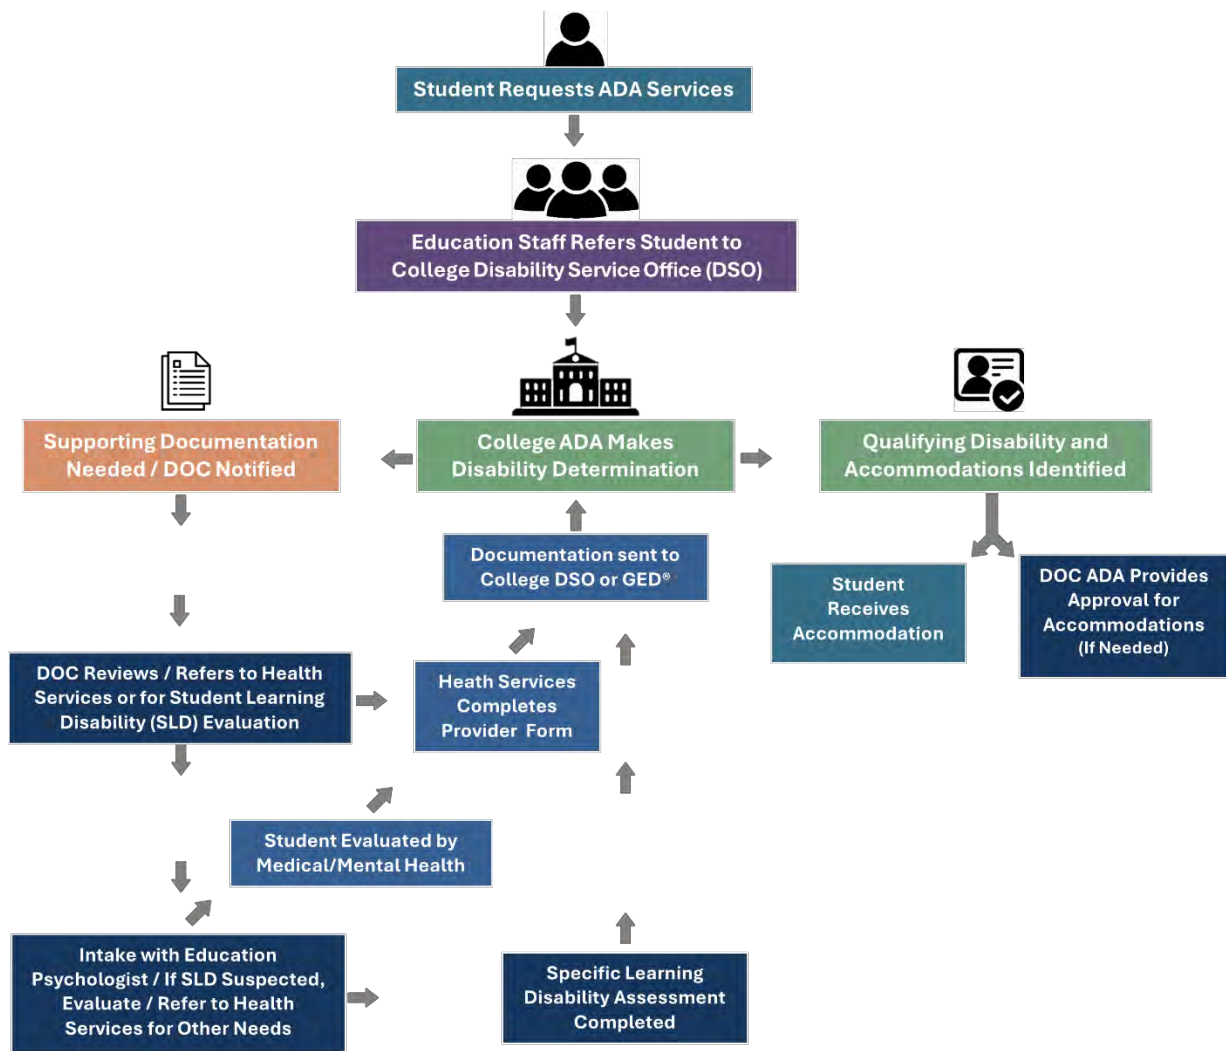 Student Requests ADA Services
Education Staff Refers Student to
College Disability Service Office (DSO)
Supporting Documentation
Needed / DOC Notified
College ADA Makes
Disability Determination
Qualifying Disability and
Accommodations Identified
Documentation sent to
College DSO or GED®
Student
Receives
Accommodation
DOC ADA Provides
Approval for
Accommodations
(If Needed)
DOC Reviews / Refers to Health
Services or for Student Learning
Disability (SLD) Evaluation
Heath Services
Completes
Provider Form
Student Evaluated by
Medical/Mental Health
Intake with Education
Psychologist / If SLD Suspected,
Evaluate / Refer to Health
Services for Other Needs
Specific Learning
Disability Assessment
Completed